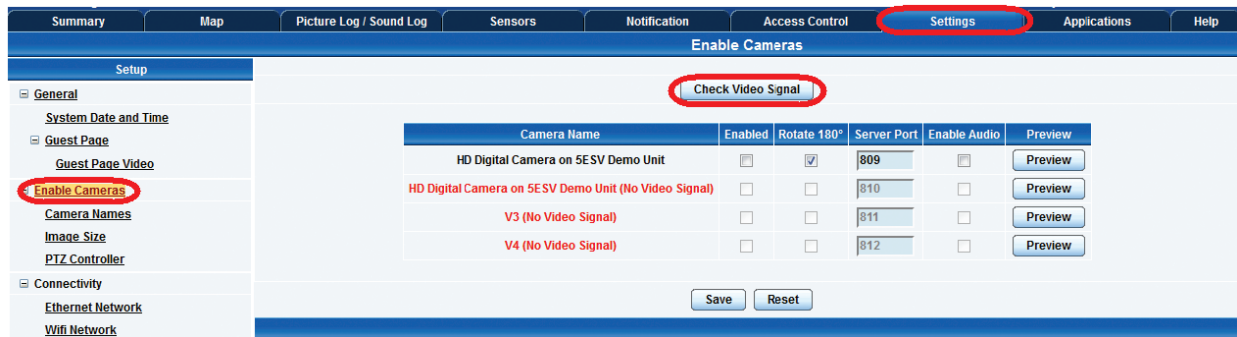 Summary Map Picture Log / Sound Log Sensors Notification Access Control Settings Applications Help
Enable Cameras
Setup
General
System Date and Time
Guest Page
Guest Page Video
Enable Cameras
Camera Names
Image Size
PTZ Controller
Connectivity
Ethernet Network
Wifi Network
Check Video Signal
Camera Name Enabled Rotate 180° Server Port Enable Audio Preview
HD Digital Camera on 5ESV Demo Unit 809 Preview
HD Digital Camera on 5ESV Demo Unit (No Video Signal) 810 Preview
V3 (No Video Signal) 811 Preview
V4 (No Video Signal) 812 Preview
Save Reset